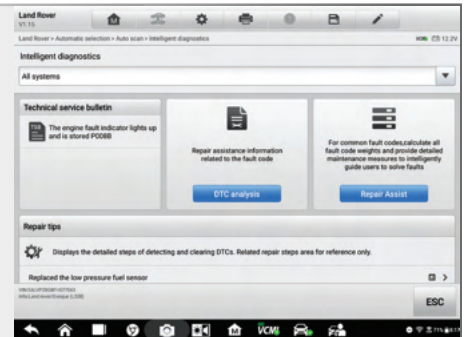 Land Rover
V1.15
Land Rover > Automatic selection > Auto scan > Intelligent diagnostics
12.2V
Intelligent diagnostics
All systems
Technical service bulletin
TSB
The engine fault indicator lights up
and is stored P008B
Repair assistance information
related to the fault code
DTC analysis
For common fault codes,calculate all
fault code weights and provide detailed
maintenance measures to intelligently
guide users to solve faults
Repair Assist
Repair tips
Displays the detailed steps of detecting and clearing DTCs. Related repair steps area for reference only.
Replaced the low pressure fuel sensor
ESC
VCMI